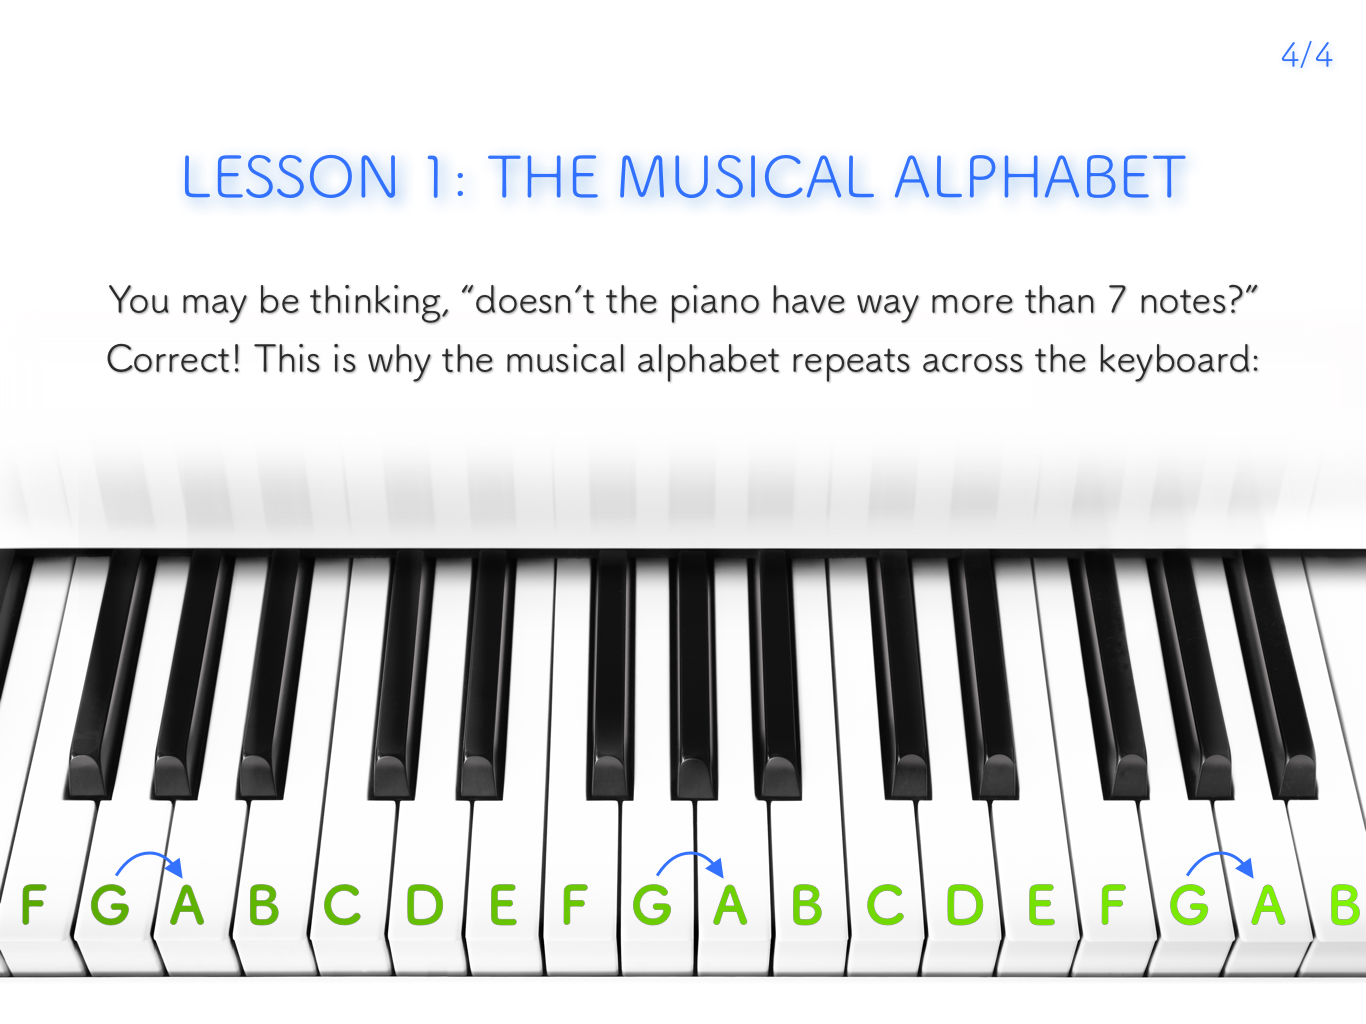 4/4
LESSON 1: THE MUSICAL ALPHABET
You may be thinking, “doesn’t the piano have way more than 7 notes?”
Correct! This is why the musical alphabet repeats across the keyboard:
F G A B C D E F G A B C D E F G A B